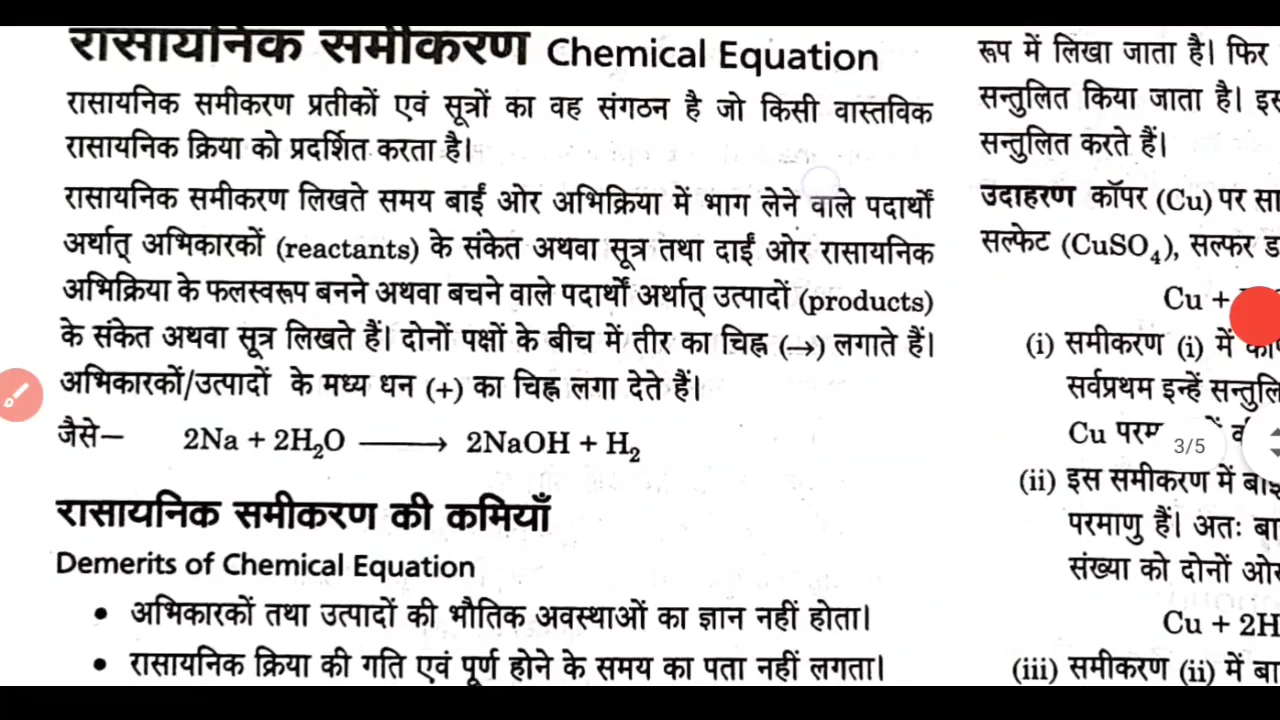 रासायनिक समीकरण Chemical Equation
रासायनिक समीकरण प्रतीकों एवं सूत्रों का वह संगठन है जो किसी वास्तविक
रासायनिक क्रिया को प्रदर्शित करता है।
रासायनिक समीकरण लिखते समय बाईं ओर अभिक्रिया में भाग लेने वाले पदार्थों
अर्थात् अभिकारकों (reactants) के संकेत अथवा सूत्र तथा दाईं ओर रासायनिक
अभिक्रिया के फलस्वरूप बनने अथवा बचने वाले पदार्थों अर्थात् उत्पादों (products)
के संकेत अथवा सूत्र लिखते हैं। दोनों पक्षों के बीच में तीर का चिह्न (→) लगाते हैं।
अभिकारकों/उत्पादों के मध्य धन (+) का चिह्न लगा देते हैं।
जैसे— 2Na + 2H₂O ⟶ 2NaOH + H₂
रासायनिक समीकरण की कमियाँ
Demerits of Chemical Equation
• अभिकारकों तथा उत्पादों की भौतिक अवस्थाओं का ज्ञान नहीं होता।
• रासायनिक क्रिया की गति एवं पूर्ण होने के समय का पता नहीं लगता।
रूप में लिखा जाता है। फिर
सन्तुलित किया जाता है।
सन्तुलित करते हैं।
उदाहरण कॉपर (Cu) पर
सल्फेट (CuSO₄), सल्फर
Cu +
(i) समीकरण (i) में
सर्वप्रथम इन्हें
Cu
3/5
(ii) इस समीकरण में
परमाणु हैं। अतः
संख्या को दोनों
Cu + 2H
(iii) समीकरण (ii) में